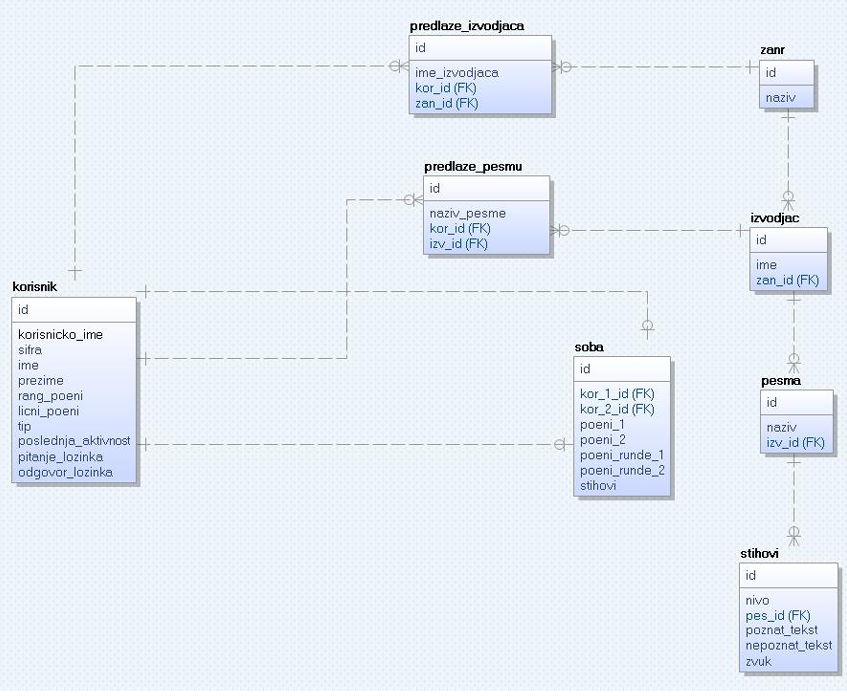 predlaze_izvodjaca
id
ime_izvodjaca
kor_id (FK)
zan_id (FK)
zanr
id
naziv
predlaze_pesmu
id
naziv_pesme
kor_id (FK)
izv_id (FK)
izvodjac
id
ime
zan_id (FK)
korisnik
id
korisnicko_ime
sifra
ime
prezime
rang_poeni
licni_poeni
tip
poslednja_aktivnost
pitanje_lozinka
odgovor_lozinka
soba
id
kor_1_id (FK)
kor_2_id (FK)
poeni_1
poeni_2
poeni_runde_1
poeni_runde_2
stihovi
pesma
id
naziv
izv_id (FK)
stihovi
id
nivo
pes_id (FK)
poznat_tekst
nepoznat_tekst
zvuk